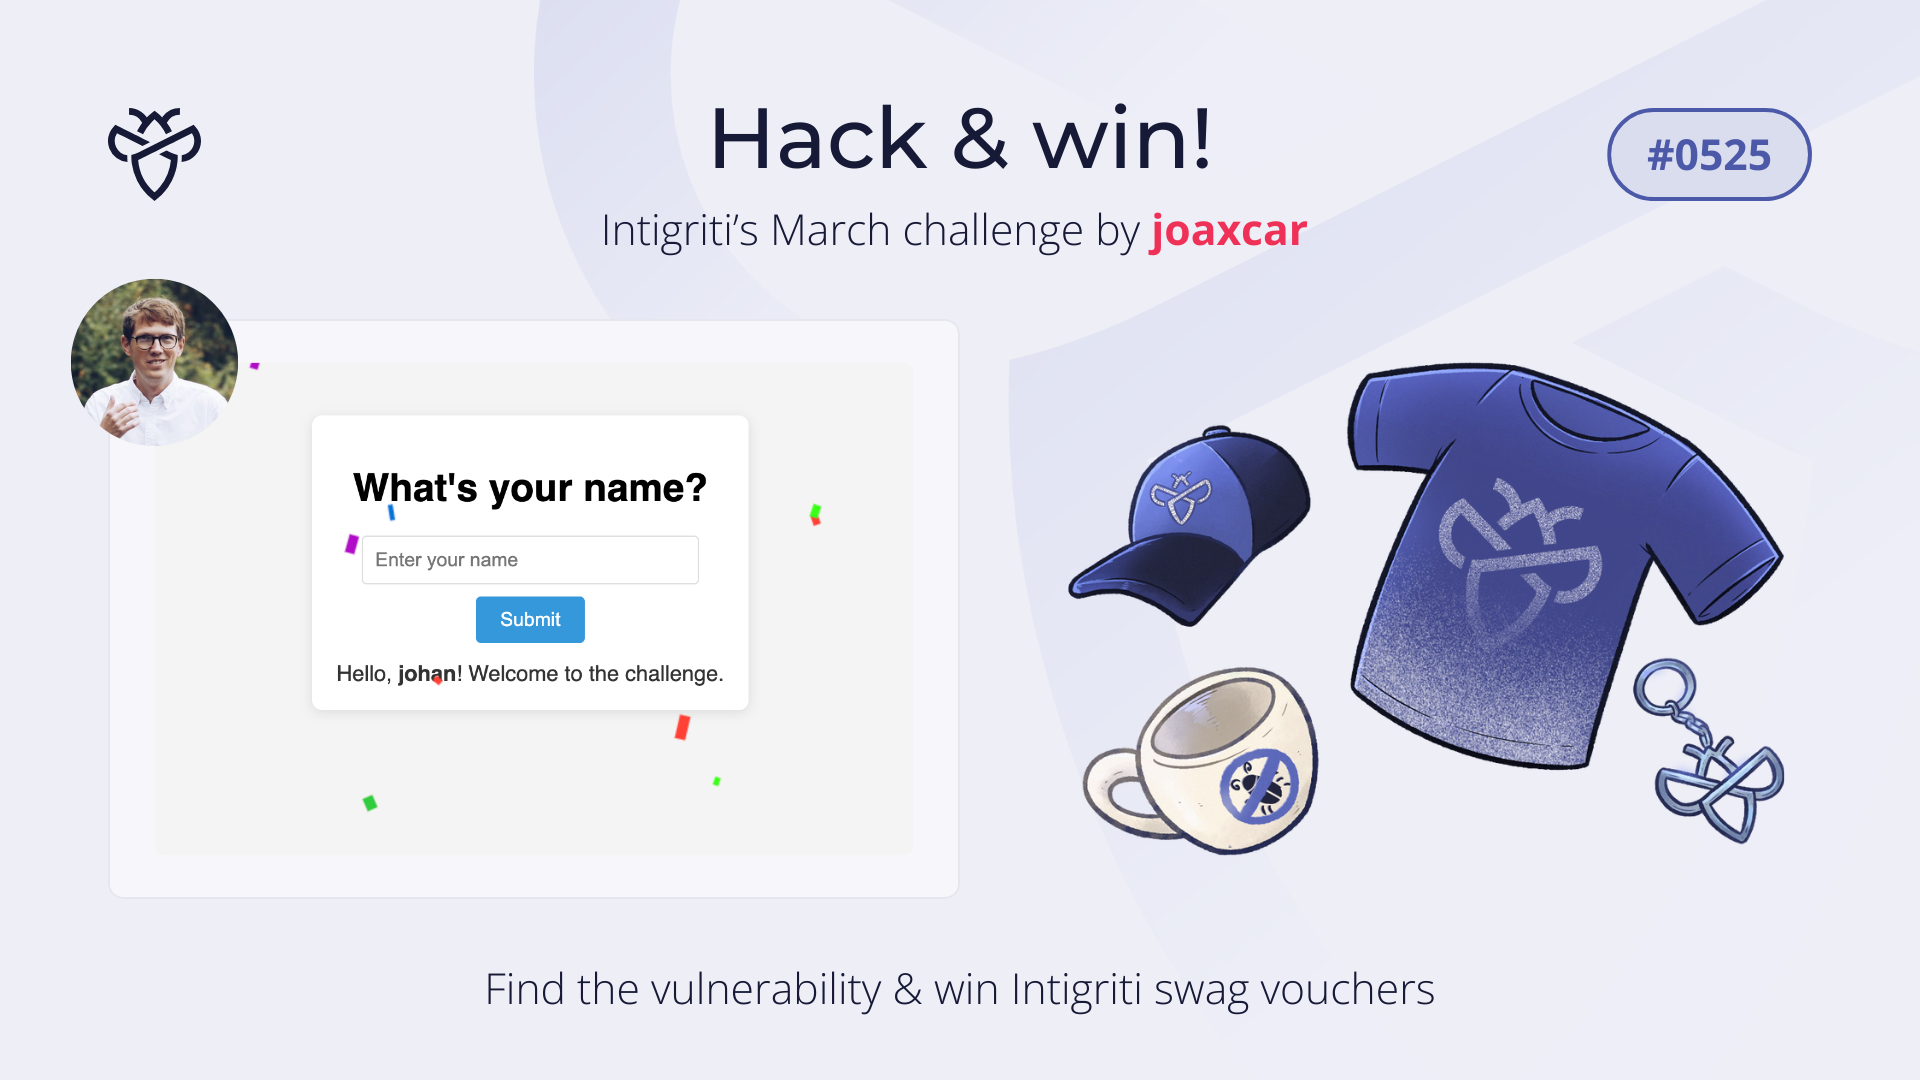 Hack & win!
#0525
Intigriti’s March challenge by joaxcar
What's your name?
Enter your name
Submit
Hello, johan! Welcome to the challenge.
Find the vulnerability & win Intigriti swag vouchers